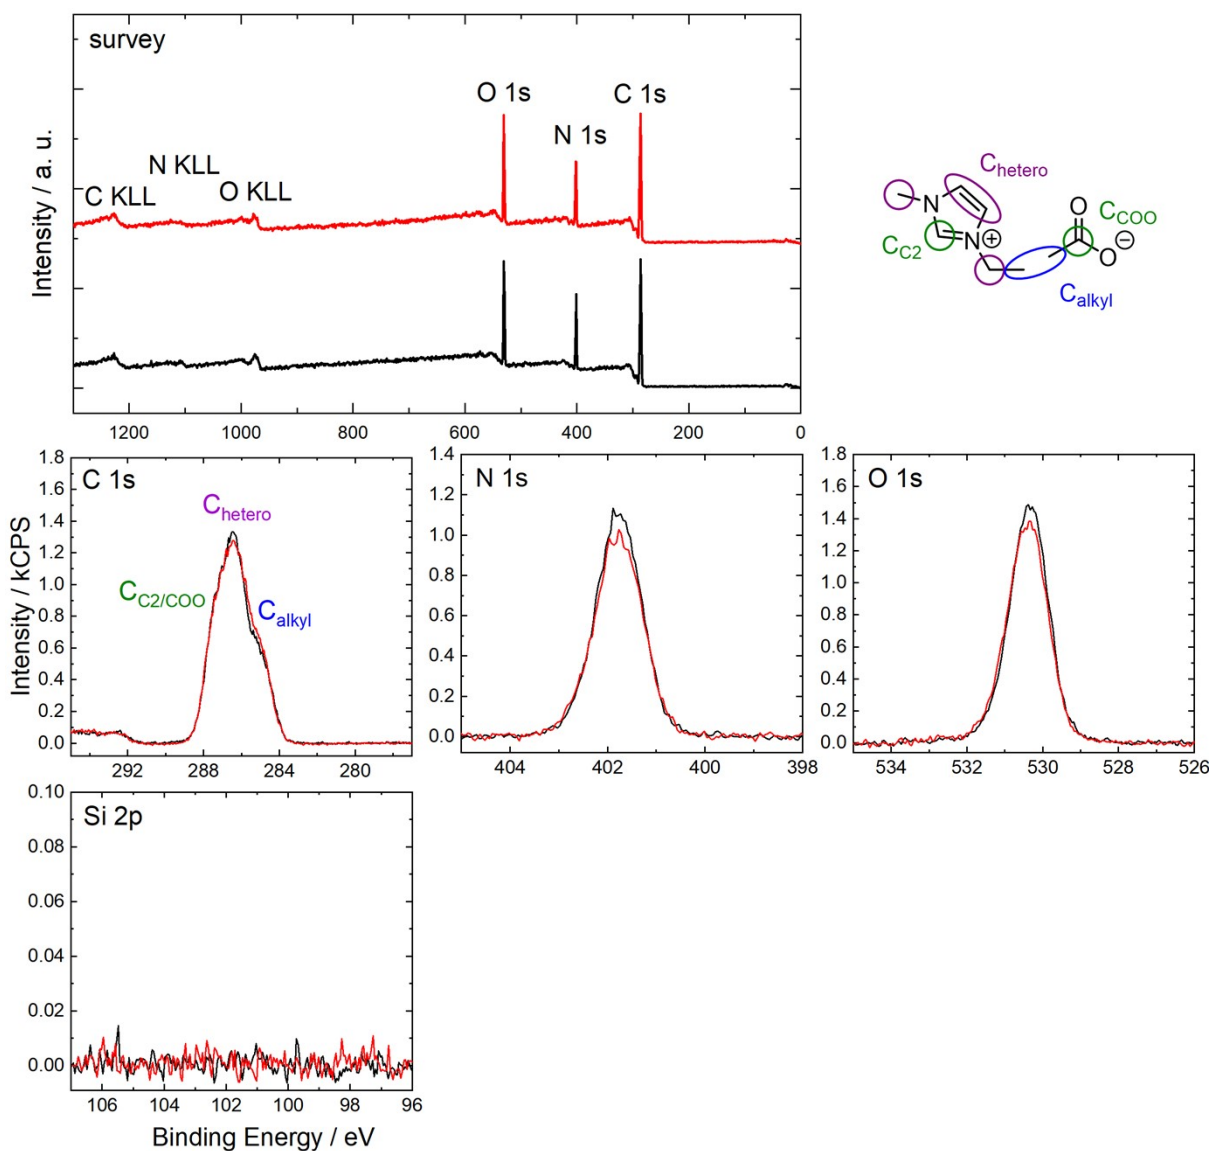 survey
O 1s
C 1s
N 1s
N KLL
C KLL
O KLL
Intensity / a. u.
1200
1000
800
600
400
200
0
C_hetero
N
O
C_COO
C_C2
N
⊕
O
⊖
C_alkyl
C 1s
C_hetero
C_C2/COO
C_alkyl
Intensity / kCPS
1.8
1.6
1.4
1.2
1.0
0.8
0.6
0.4
0.2
0.0
292
288
284
280
N 1s
1.4
1.2
1.0
0.8
0.6
0.4
0.2
0.0
404
402
400
398
O 1s
1.8
1.6
1.4
1.2
1.0
0.8
0.6
0.4
0.2
0.0
534
532
530
528
526
Si 2p
0.10
0.08
0.06
0.04
0.02
0.00
106
104
102
100
98
96
Binding Energy / eV